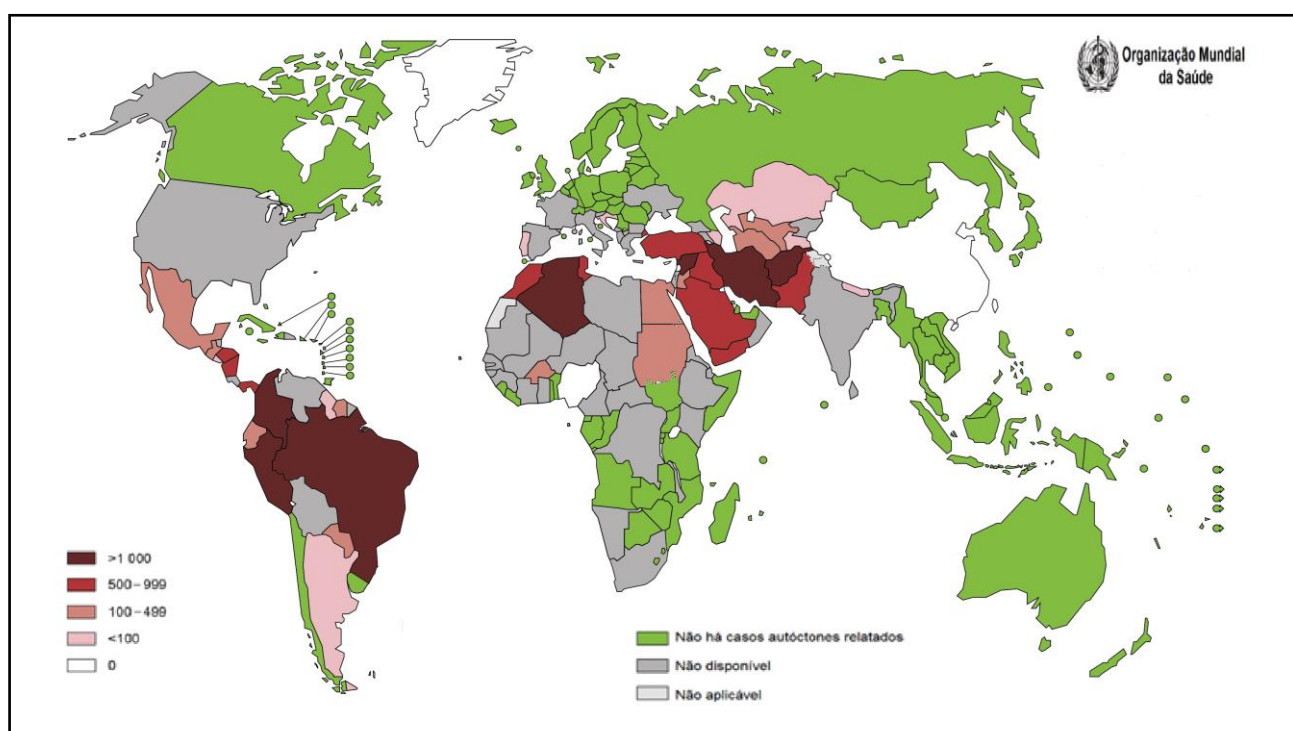 Organização Mundial
da Saúde
>1 000
500–999
100–499
<100
0
Não há casos autóctones relatados
Não disponível
Não aplicável